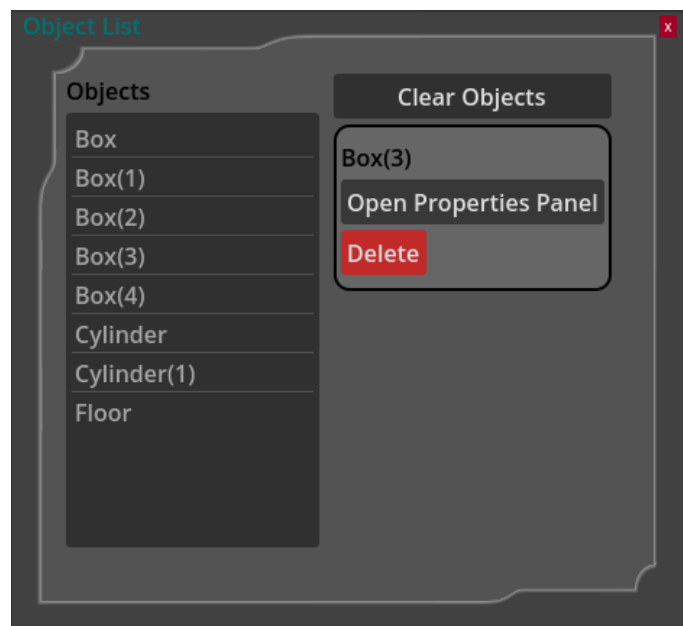 Object List
x
Objects
Box
Box(1)
Box(2)
Box(3)
Box(4)
Cylinder
Cylinder(1)
Floor
Clear Objects
Box(3)
Open Properties Panel
Delete